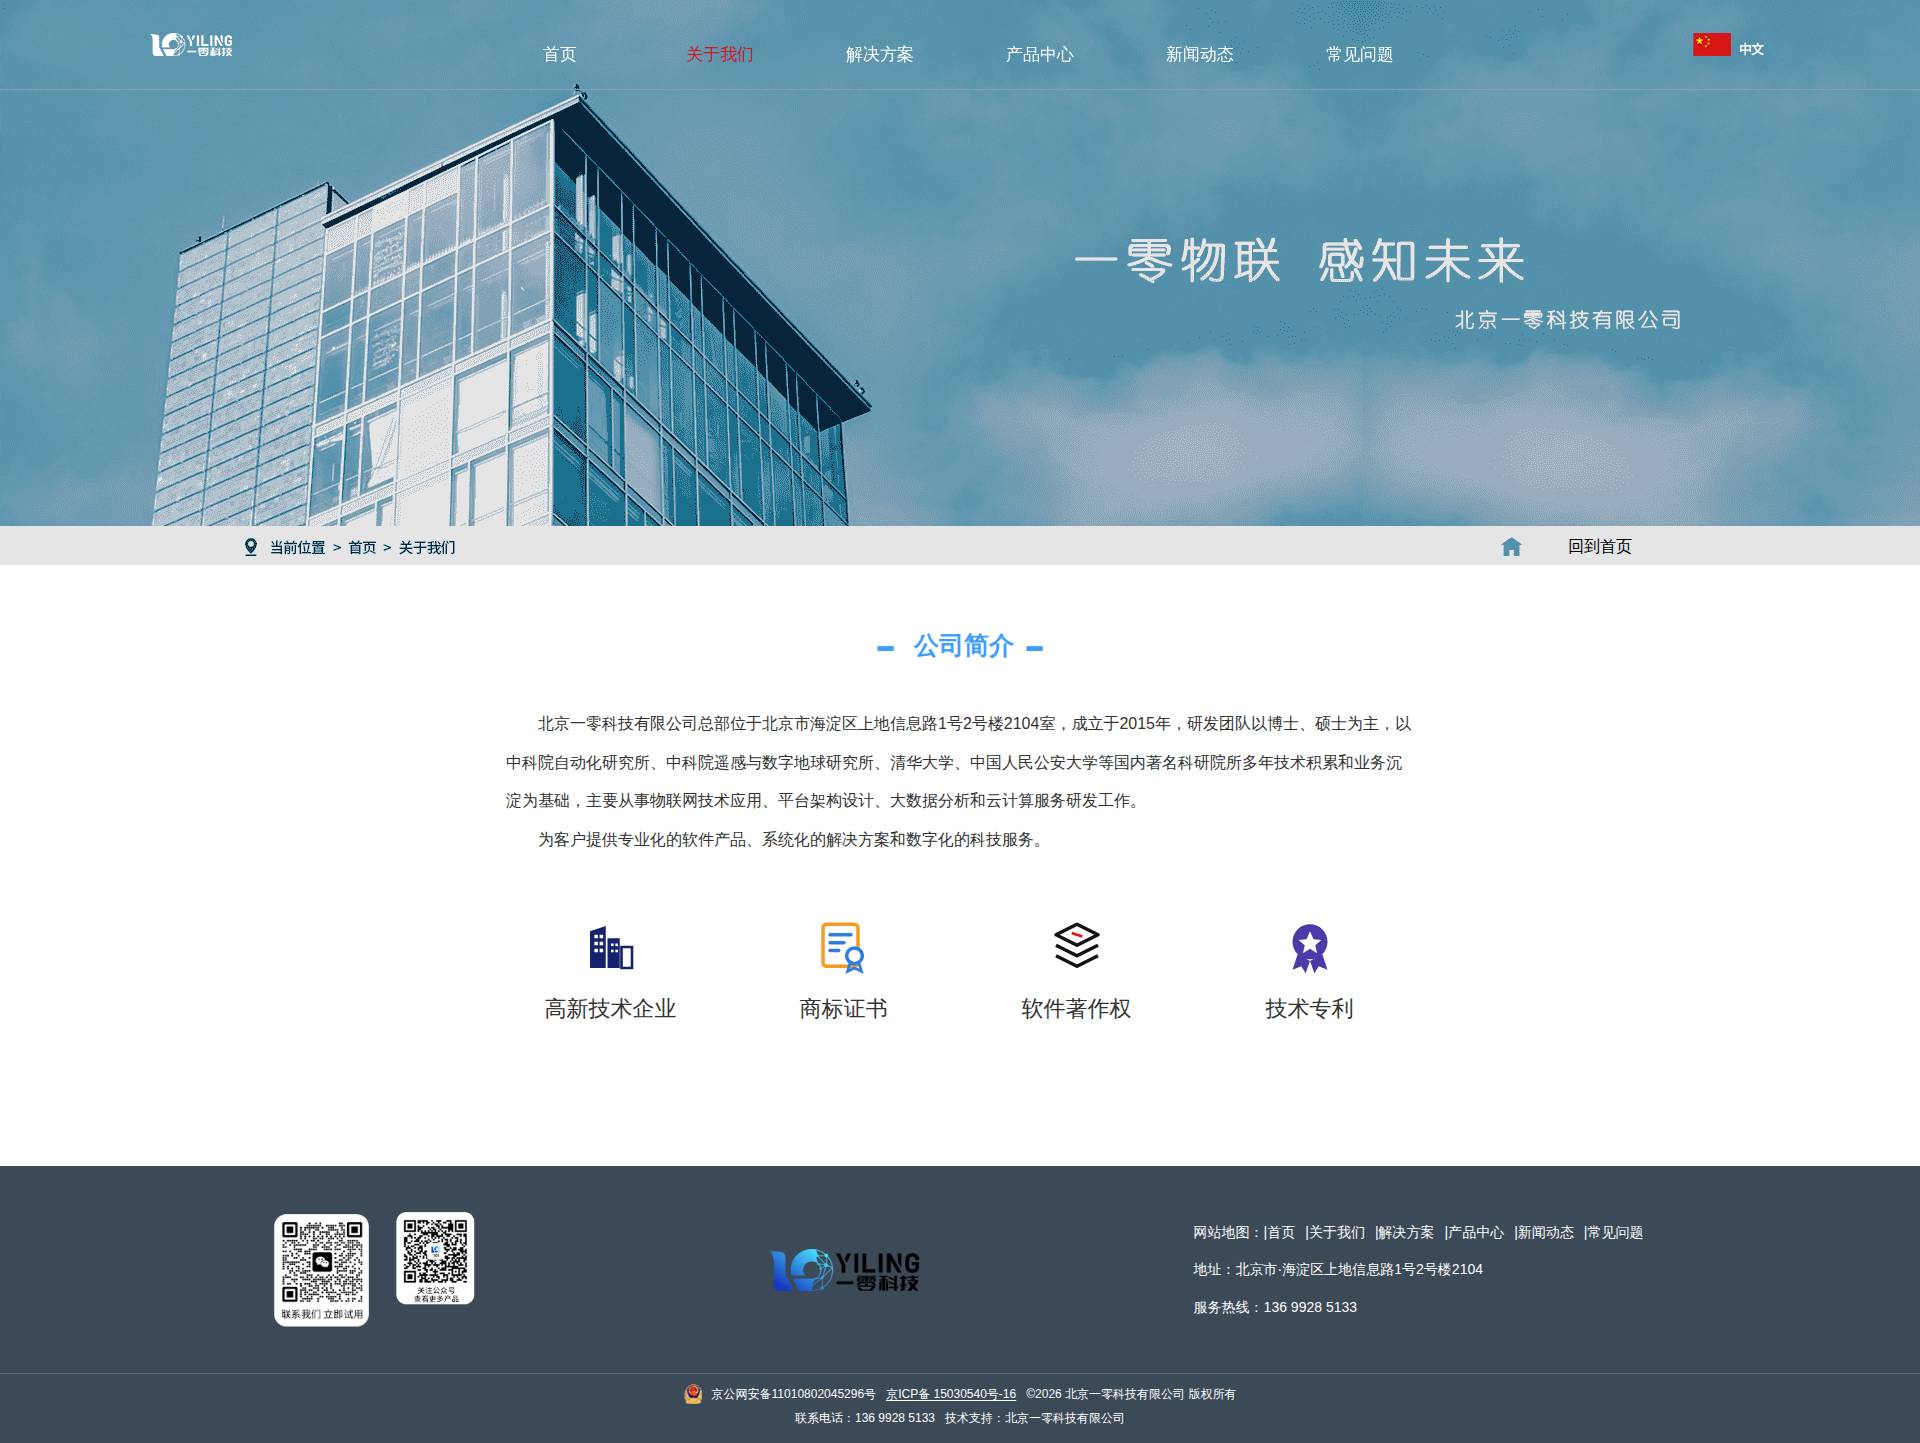 YILING
一零科技
首页
关于我们
解决方案
产品中心
新闻动态
常见问题
中文
一零物联 感知未来
北京一零科技有限公司
当前位置 > 首页 > 关于我们
回到首页
公司简介
北京一零科技有限公司总部位于北京市海淀区上地信息路1号2号楼2104室，成立于2015年，研发团队以博士、硕士为主，以
中科院自动化研究所、中科院遥感与数字地球研究所、清华大学、中国人民公安大学等国内著名科研院所多年技术积累和业务沉
淀为基础，主要从事物联网技术应用、平台架构设计、大数据分析和云计算服务研发工作。
为客户提供专业化的软件产品、系统化的解决方案和数字化的科技服务。
高新技术企业
商标证书
软件著作权
技术专利
联系我们 立即试用
关注公众号
查看更多产品
YILING
一零科技
网站地图：|首页 |关于我们 |解决方案 |产品中心 |新闻动态 |常见问题
地址：北京市·海淀区上地信息路1号2号楼2104
服务热线：136 9928 5133
京公网安备11010802045296号 京ICP备 15030540号-16 ©2026 北京一零科技有限公司 版权所有
联系电话：136 9928 5133 技术支持：北京一零科技有限公司